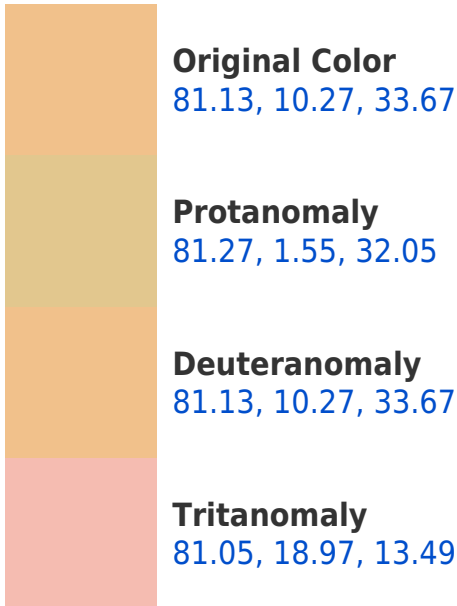 Original Color
81.13, 10.27, 33.67
Protanomaly
81.27, 1.55, 32.05
Deuteranomaly
81.13, 10.27, 33.67
Tritanomaly
81.05, 18.97, 13.49